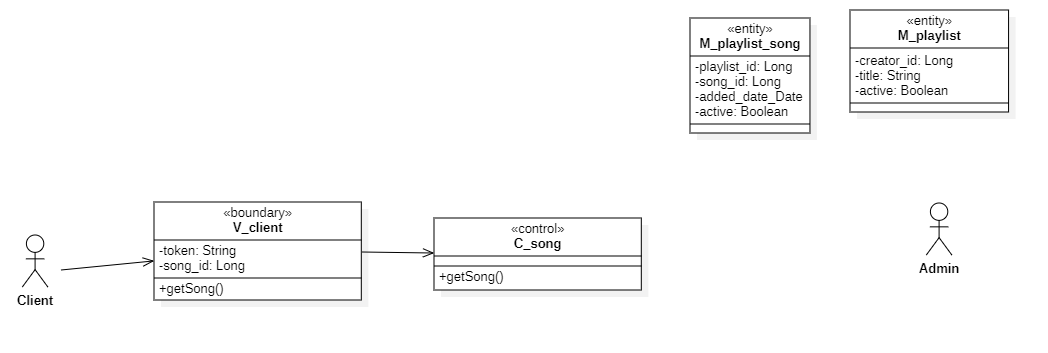 «entity»
M_playlist_song
-playlist_id: Long
-song_id: Long
-added_date_Date
-active: Boolean
«entity»
M_playlist
-creator_id: Long
-title: String
-active: Boolean
Client
«boundary»
V_client
-token: String
-song_id: Long
+getSong()
«control»
C_song
+getSong()
Admin